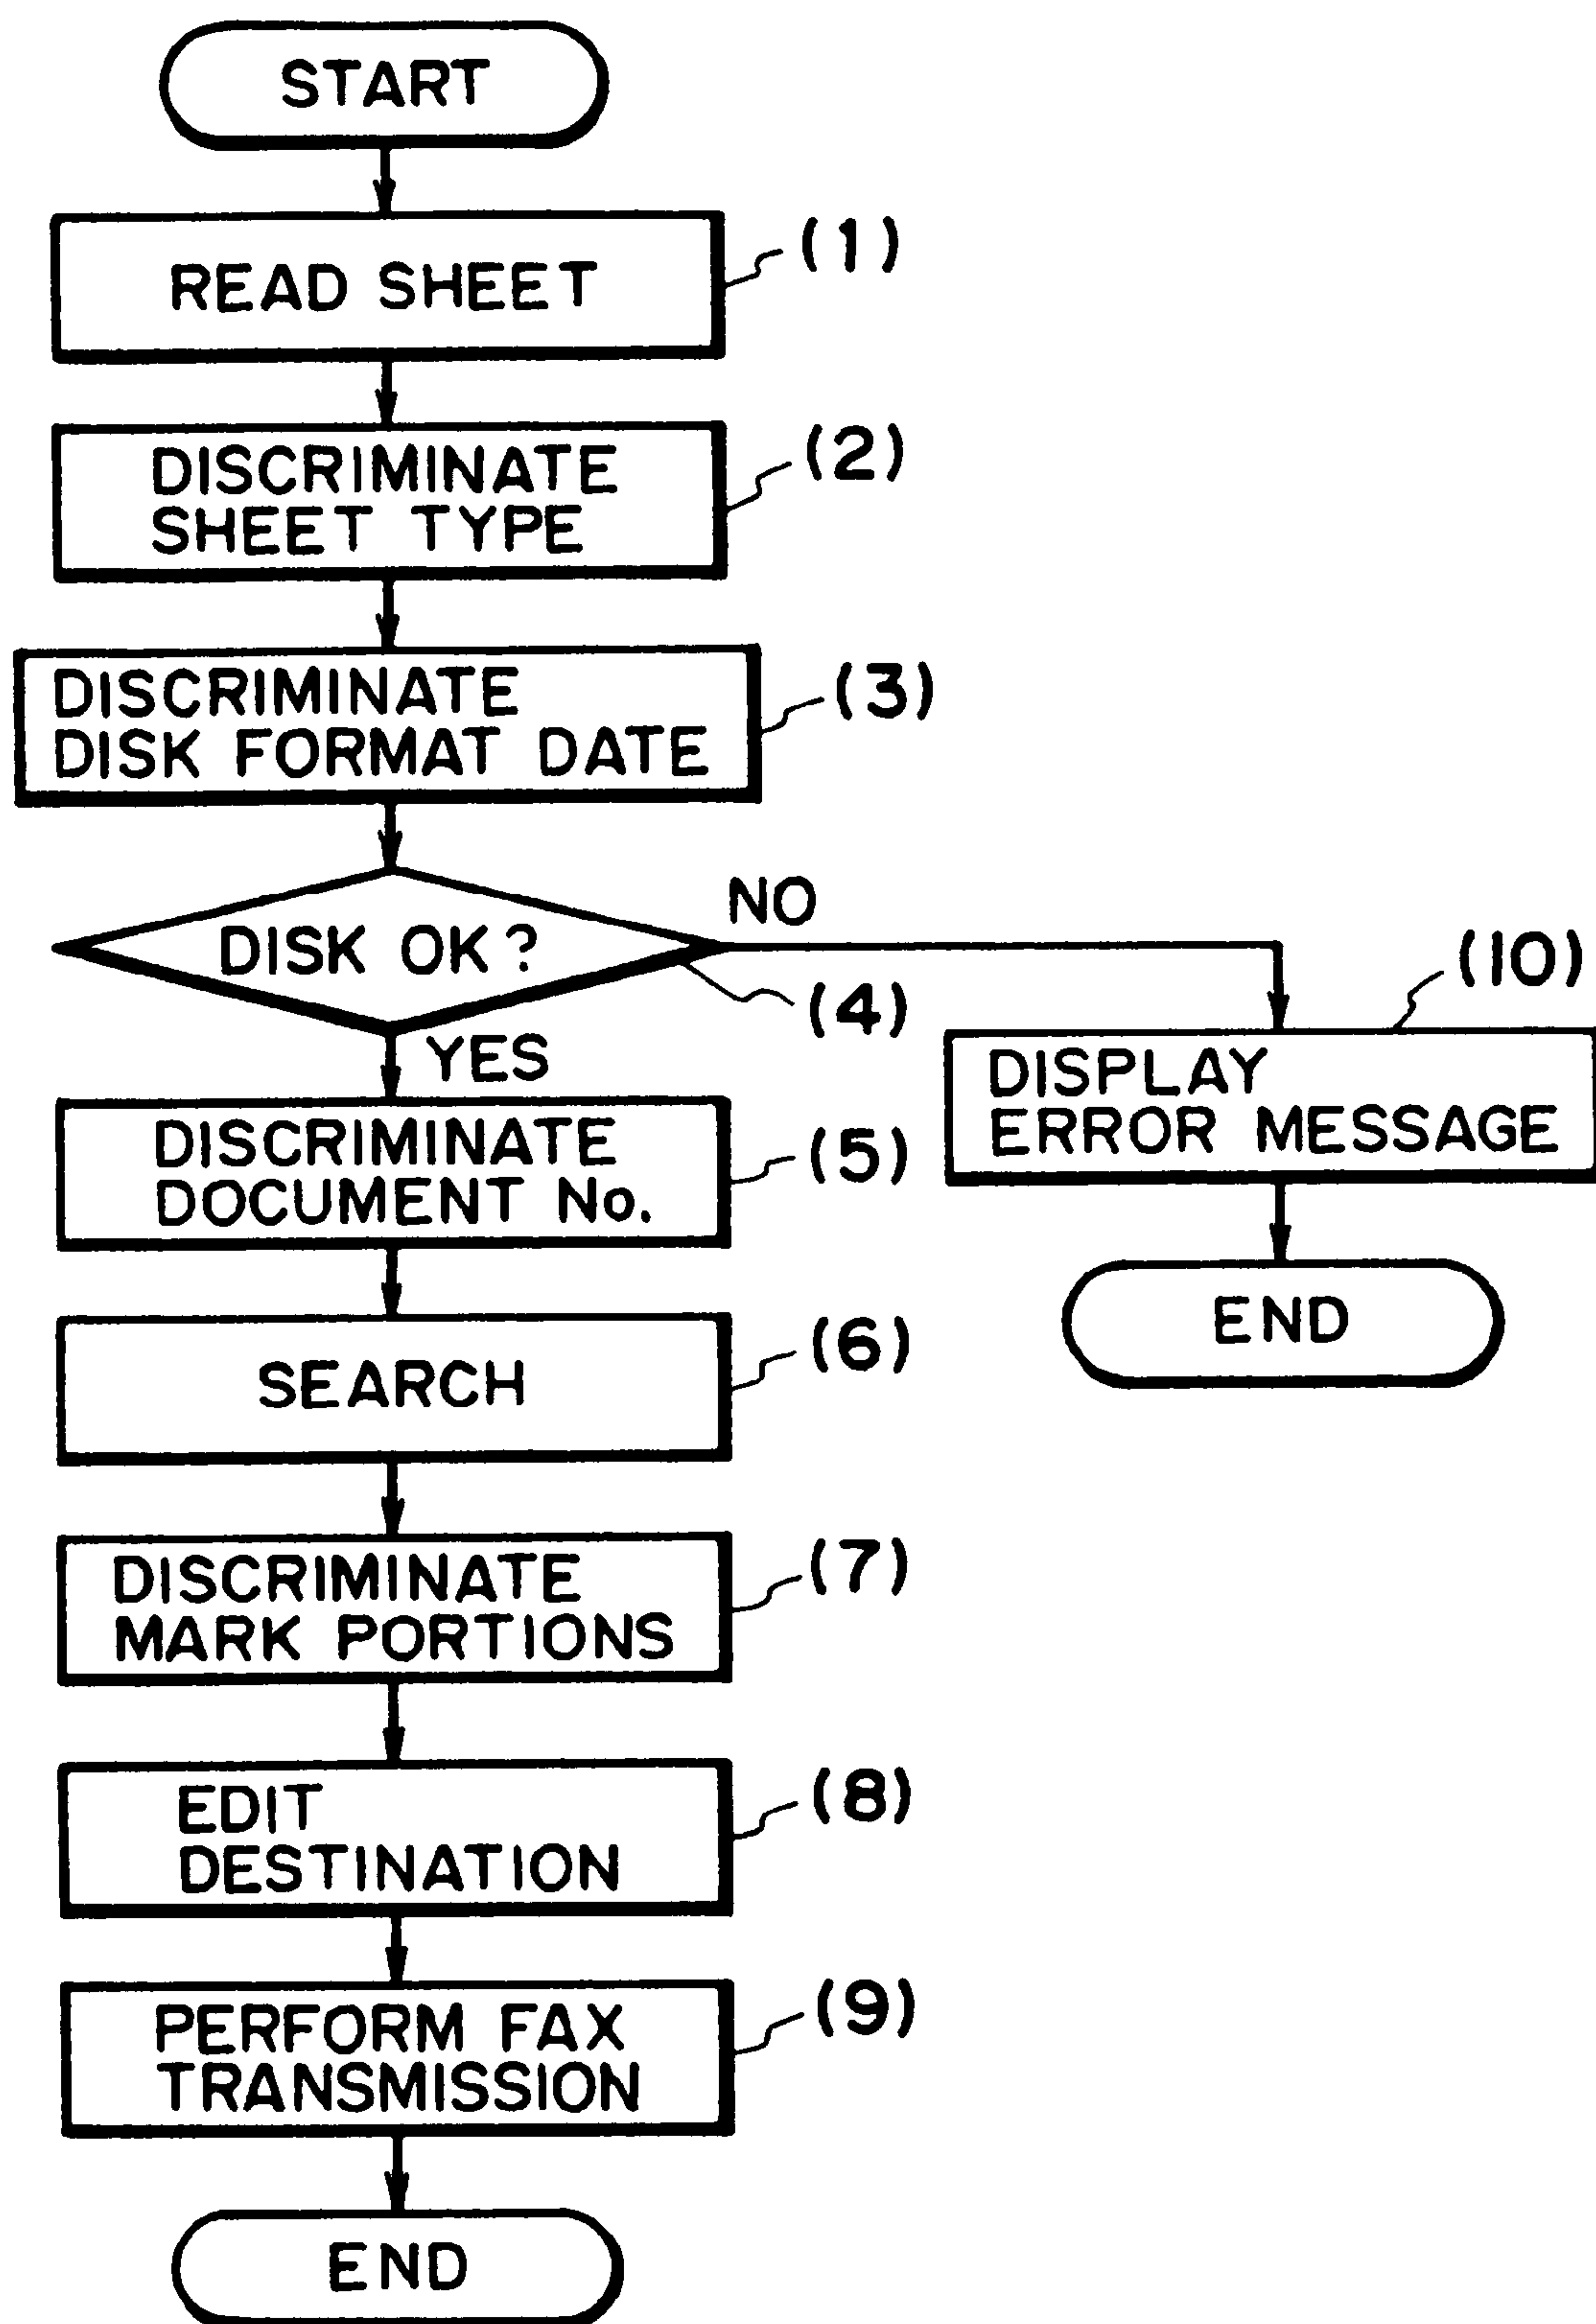 START
READ SHEET
(1)
DISCRIMINATE
SHEET TYPE
(2)
DISCRIMINATE
DISK FORMAT DATE
(3)
DISK OK?
NO
(4)
YES
DISCRIMINATE
DOCUMENT No.
(5)
SEARCH
(6)
DISCRIMINATE
MARK PORTIONS
(7)
EDIT
DESTINATION
(8)
PERFORM FAX
TRANSMISSION
(9)
END
(10)
DISPLAY
ERROR MESSAGE
END